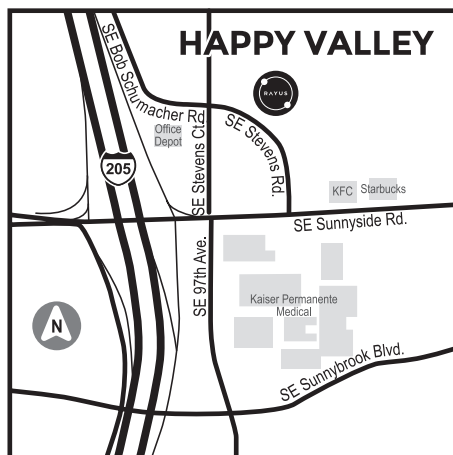 HAPPY VALLEY
SE Bob Schumacher Rd.
RAYUS
Office
Depot
SE Stevens Ctd.
SE Stevens Rd.
205
KFC
Starbucks
SE Sunnyside Rd.
SE 97th Ave.
Kaiser Permanente
Medical
N
SE Sunnybrook Blvd.